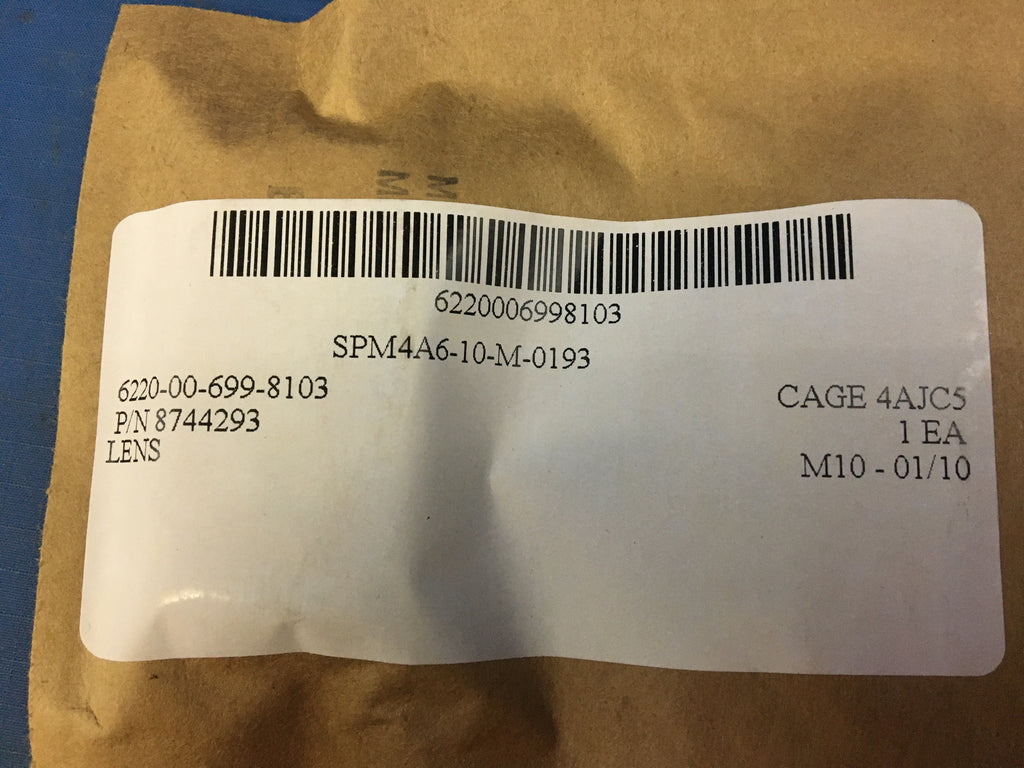 6220006998103
SPM4A6-10-M-0193
6220-00-699-8103
P/N 8744293
LENS
CAGE 4AJC5
1 EA
M10 - 01/10